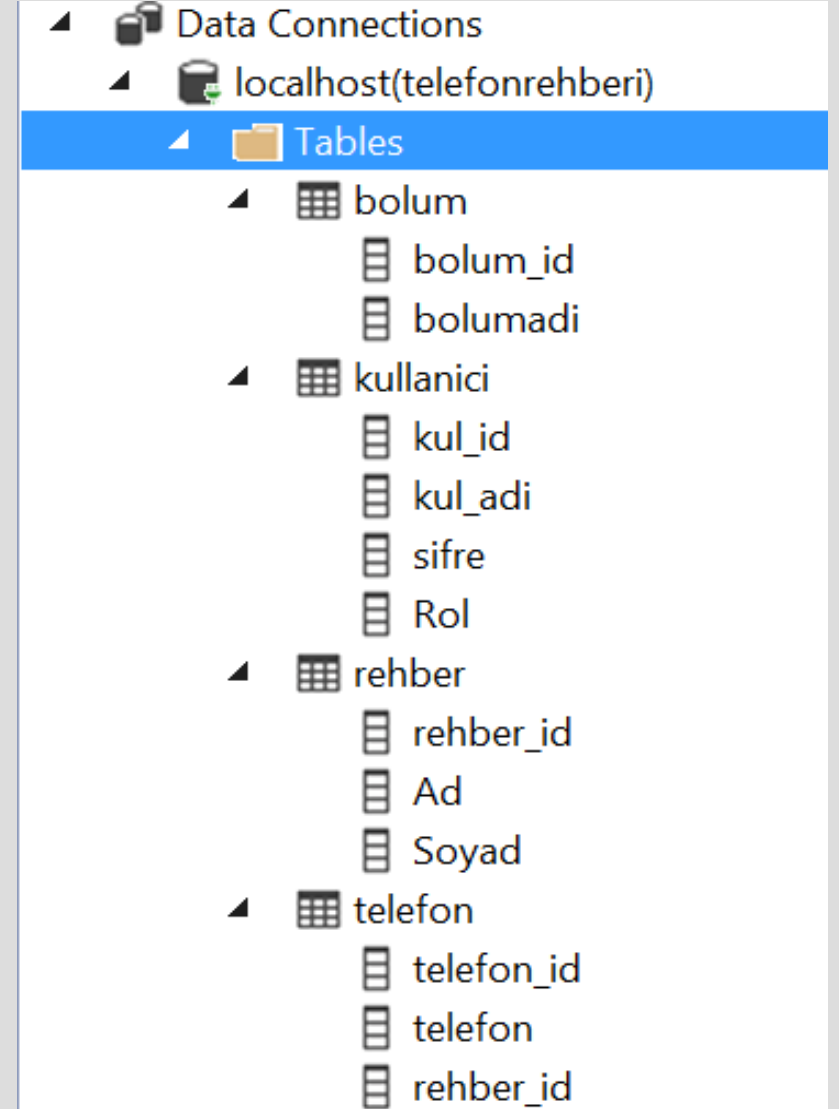 Data Connections
localhost(telefonrehberi)
Tables
bolum
bolum_id
bolumadi
kullanici
kul_id
kul_adi
sifre
Rol
rehber
rehber_id
Ad
Soyad
telefon
telefon_id
telefon
rehber_id